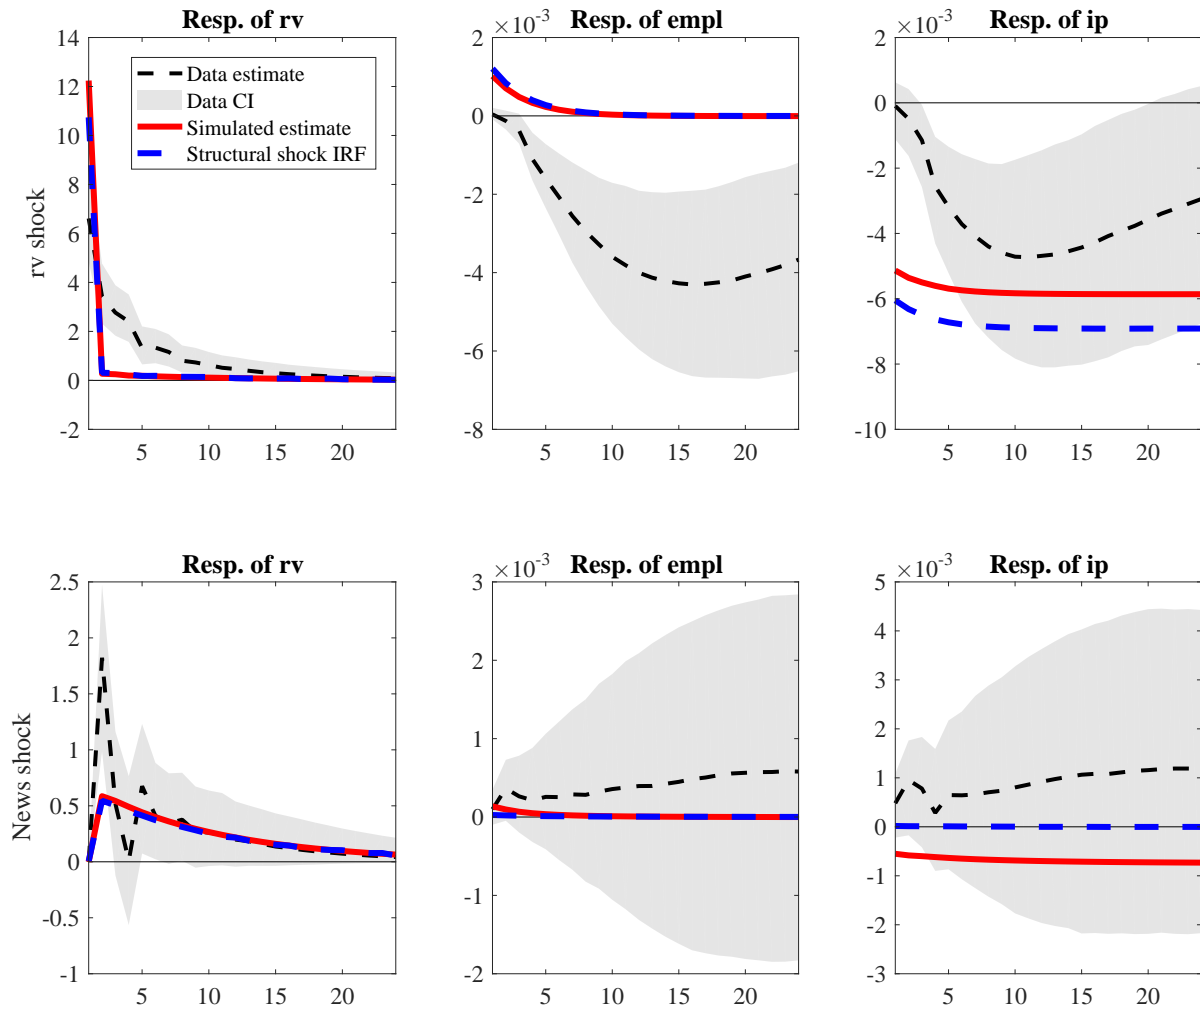 Resp. of rv
Resp. of empl
Resp. of ip
×10⁻³
×10⁻³
14
12
10
8
6
4
2
0
-2
Data estimate
Data CI
Simulated estimate
Structural shock IRF
rv shock
5 10 15 20
2
0
-2
-4
-6
-8
5 10 15 20
2
0
-2
-4
-6
-8
-10
5 10 15 20
Resp. of rv
Resp. of empl
Resp. of ip
×10⁻³
×10⁻³
2.5
2
1.5
1
0.5
0
-0.5
-1
News shock
5 10 15 20
3
2
1
0
-1
-2
5 10 15 20
5
4
3
2
1
0
-1
-2
-3
5 10 15 20